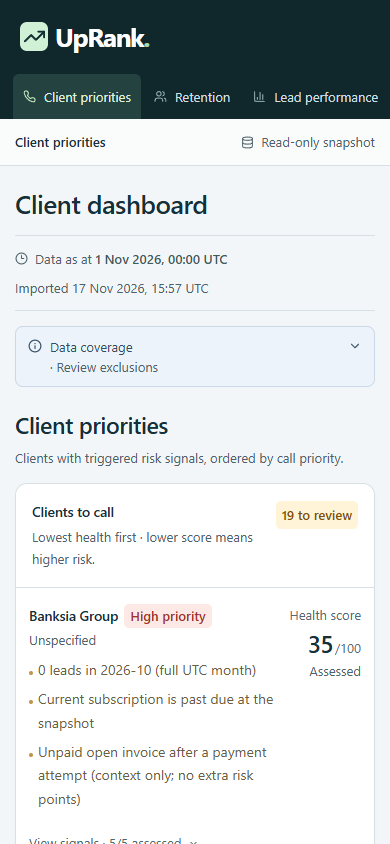 UpRank.
Client priorities
Retention
Lead performance
Client priorities
Read-only snapshot
Client dashboard
Data as at 1 Nov 2026, 00:00 UTC
Imported 17 Nov 2026, 15:57 UTC
Data coverage
· Review exclusions
Client priorities
Clients with triggered risk signals, ordered by call priority.
Clients to call
19 to review
Lowest health first · lower score means
higher risk.
Banksia Group High priority
Health score
Unspecified
35/100
Assessed
• 0 leads in 2026-10 (full UTC month)
• Current subscription is past due at the
snapshot
• Unpaid open invoice after a payment
attempt (context only; no extra risk
points)
View signals · 5/5 assessed